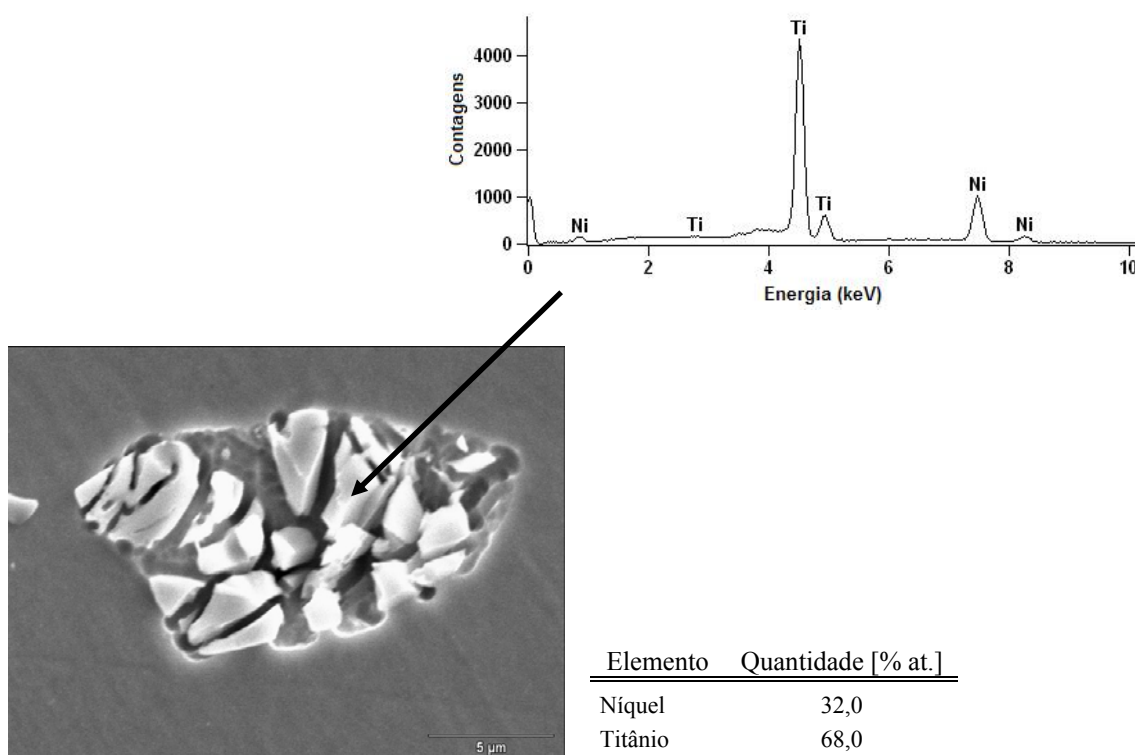 Ti
4000
3000
2000
1000
0
Contagens
Ni
Ti
Ti
Ni
Ni
0 2 4 6 8 10
Energia (keV)
5 µm
Elemento Quantidade [% at.]
Níquel 32,0
Titânio 68,0